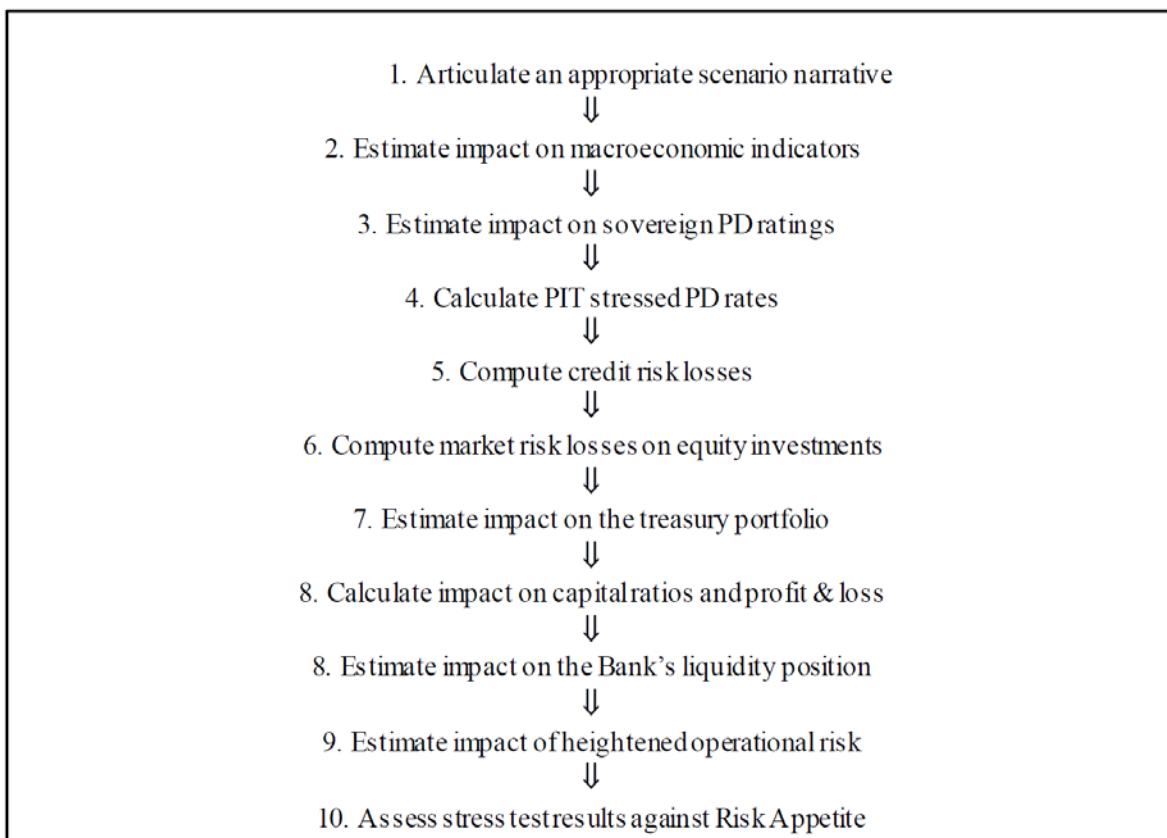 1. Articulate an appropriate scenario narrative
⇓
2. Estimate impact on macroeconomic indicators
⇓
3. Estimate impact on sovereign PD ratings
⇓
4. Calculate PIT stressed PD rates
⇓
5. Compute credit risk losses
⇓
6. Compute market risk losses on equity investments
⇓
7. Estimate impact on the treasury portfolio
⇓
8. Calculate impact on capital ratios and profit & loss
⇓
8. Estimate impact on the Bank's liquidity position
⇓
9. Estimate impact of heightened operational risk
⇓
10. Assess stress test results against Risk Appetite